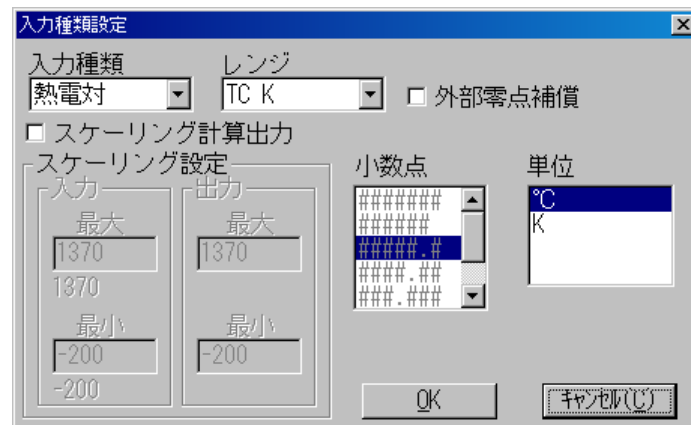 入力種類設定
入力種類
レンジ
熱電対
TC K
外部零点補償
スケーリング計算出力
スケーリング設定
入力
最大
1370
1370
最小
-200
-200
出力
最大
1370
最小
-200
小数点
#######
######
#####.#
####.##
###.###
単位
℃
K
OK
キャンセル(C)